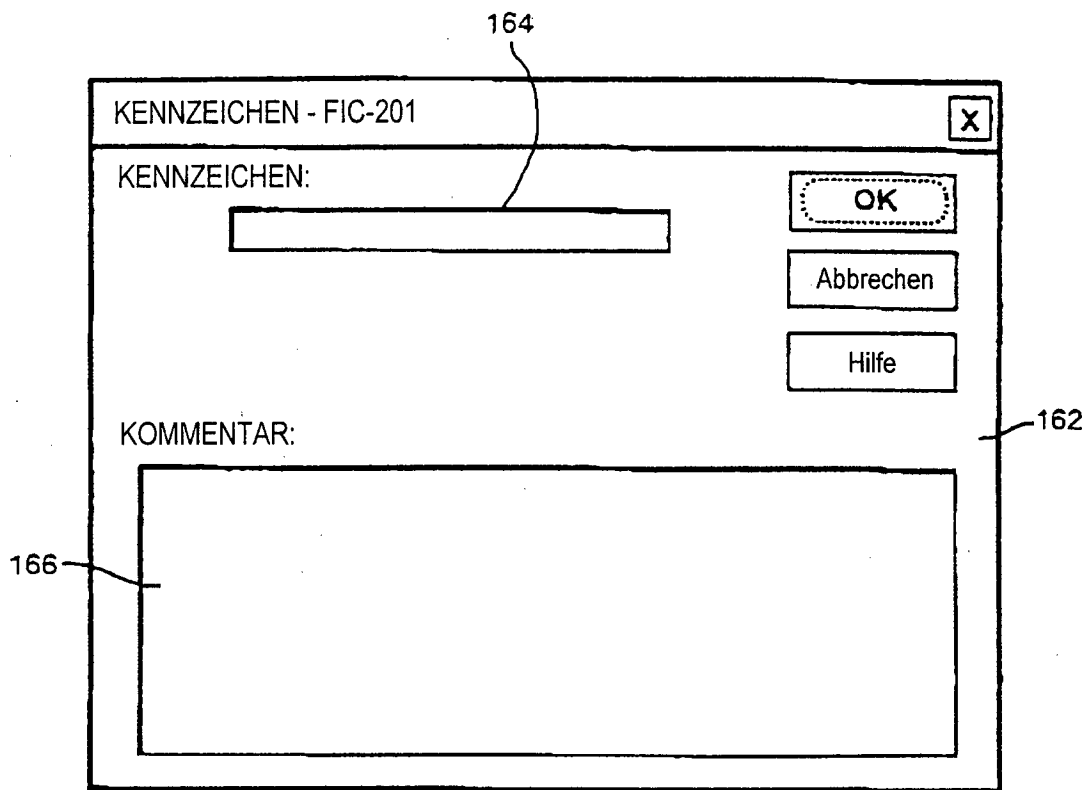 164
KENNZEICHEN - FIC-201
X
KENNZEICHEN:
OK
Abbrechen
Hilfe
KOMMENTAR:
162
166